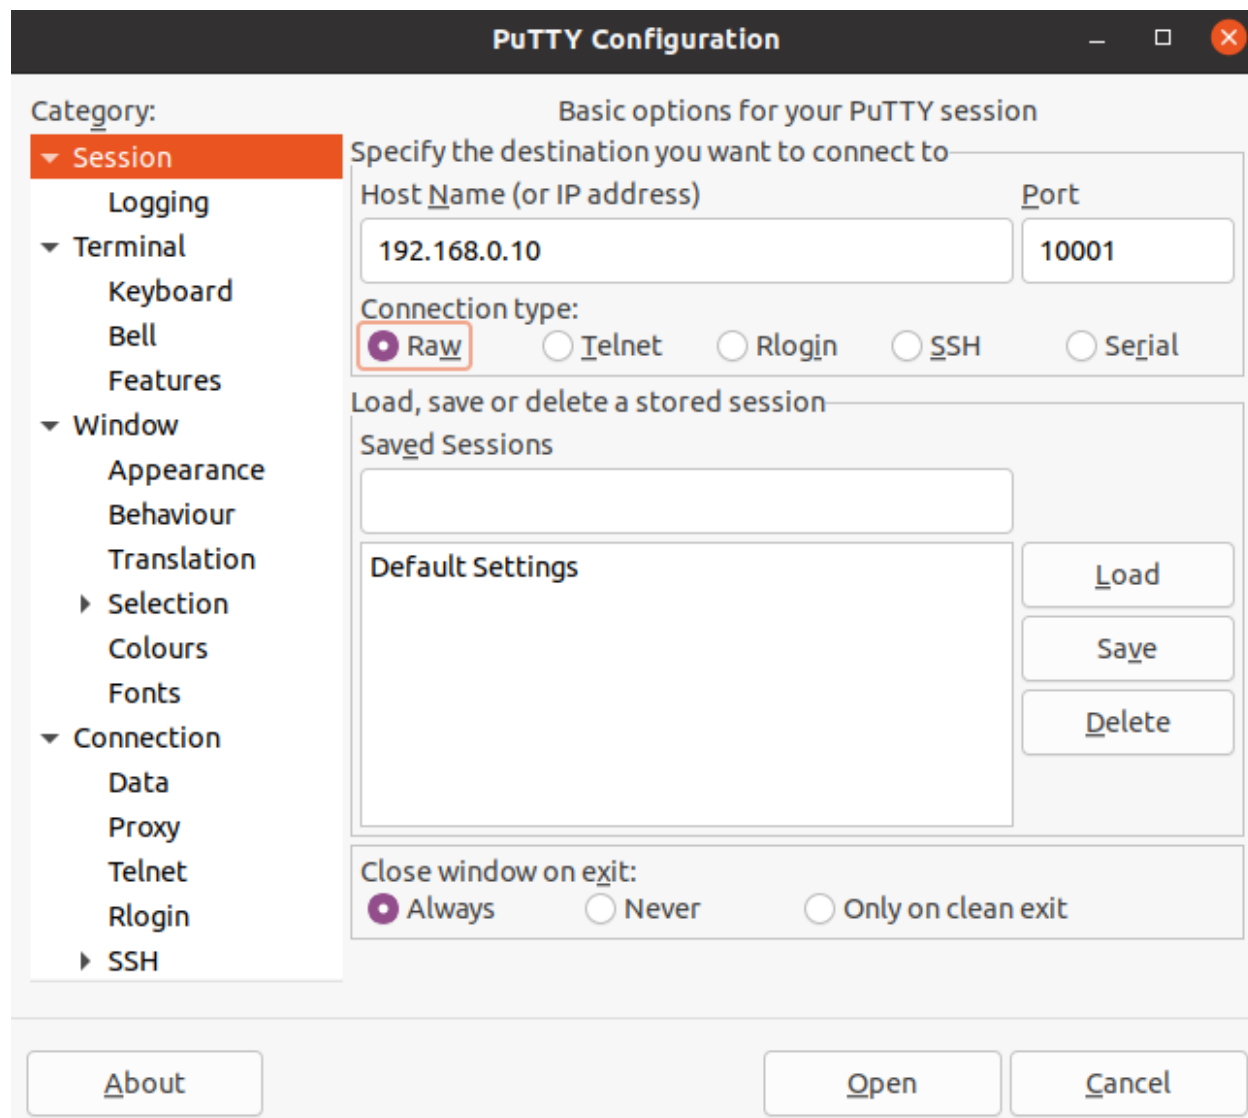 PuTTY Configuration
Category:
Session
Logging
Terminal
Keyboard
Bell
Features
Window
Appearance
Behaviour
Translation
Selection
Colours
Fonts
Connection
Data
Proxy
Telnet
Rlogin
SSH
Basic options for your PuTTY session
Specify the destination you want to connect to
Host Name (or IP address) Port
192.168.0.10 10001
Connection type:
Raw Telnet Rlogin SSH Serial
Load, save or delete a stored session
Saved Sessions
Default Settings
Load
Save
Delete
Close window on exit:
Always Never Only on clean exit
About Open Cancel